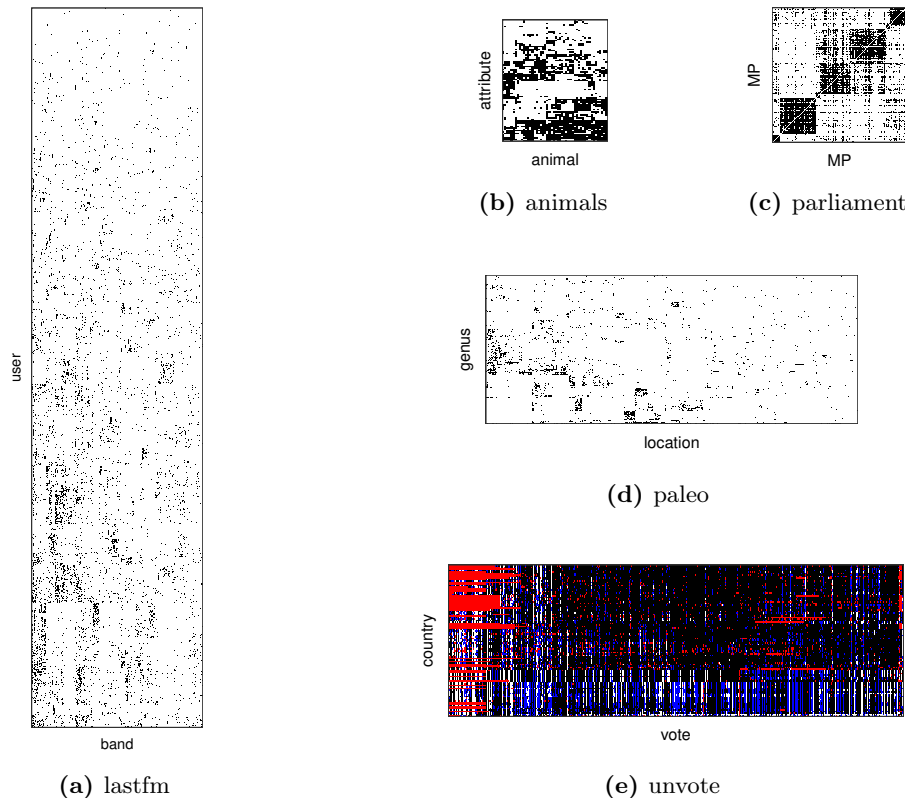 user
band
(a) lastfm
attribute
animal
(b) animals
MP
MP
(c) parliament
genus
location
(d) paleo
country
vote
(e) unvote